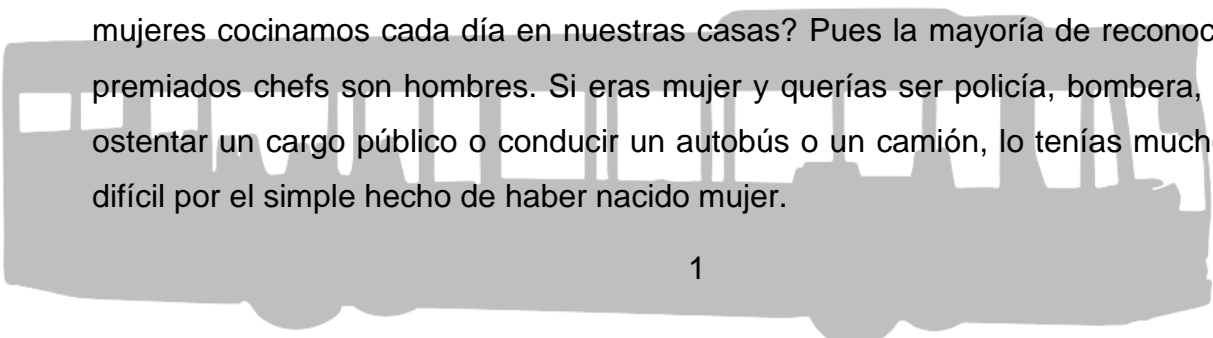 mujeres cocinamos cada día en nuestras casas? Pues la mayoría de reconoc
premiados chefs son hombres. Si eras mujer y querías ser policía, bombera,
ostentar un cargo público o conducir un autobús o un camión, lo tenías much
difícil por el simple hecho de haber nacido mujer.
1